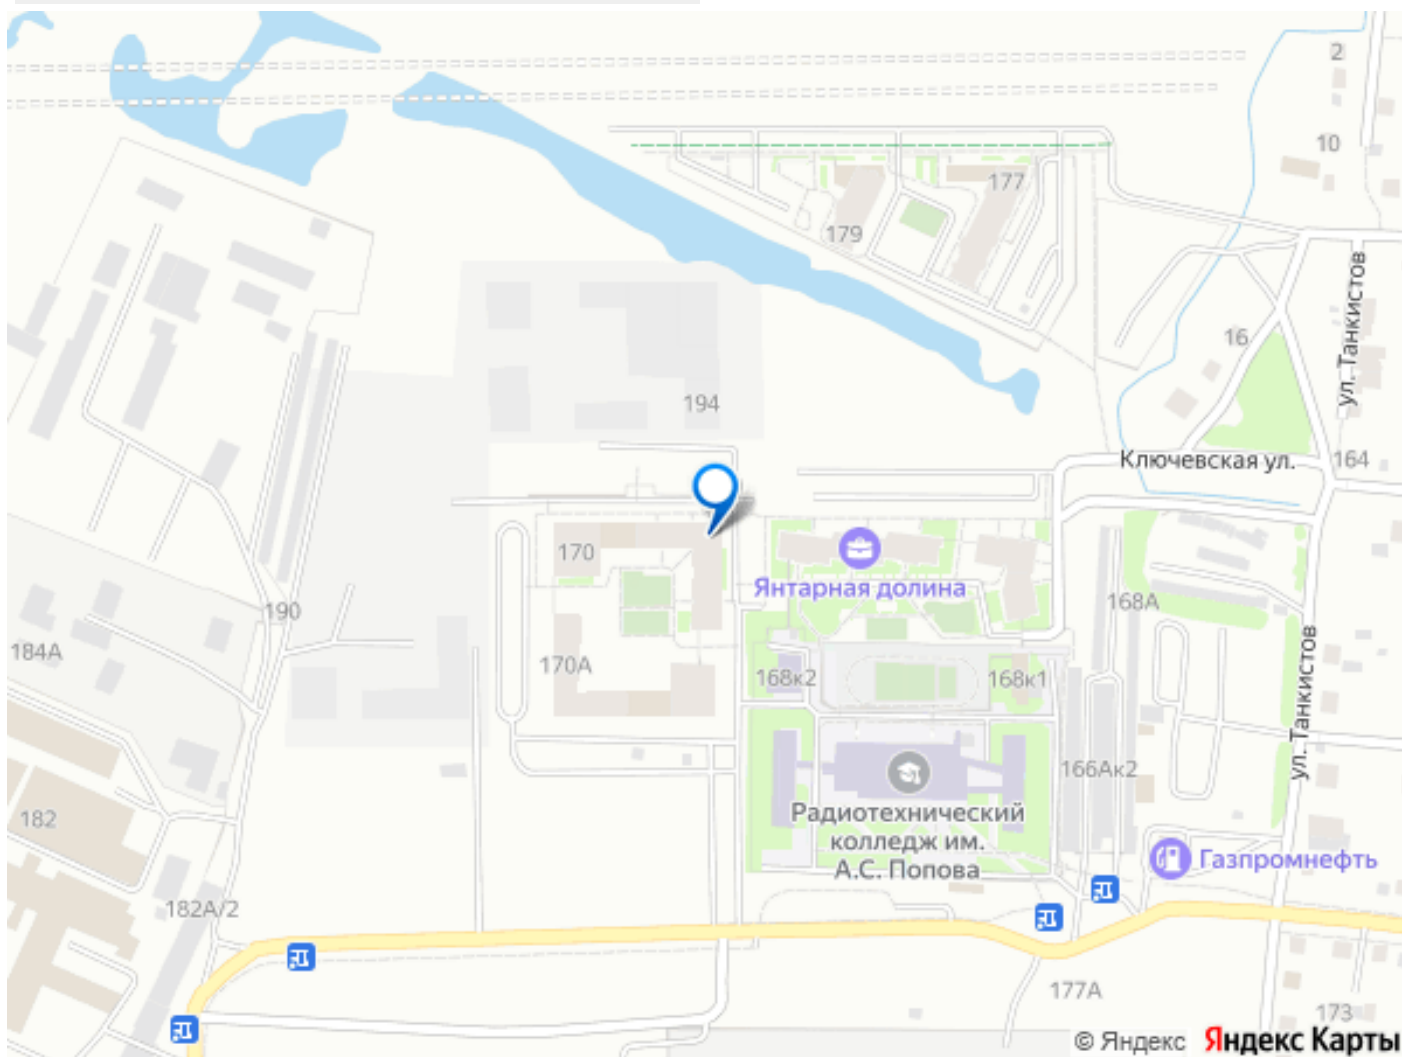 2
10
177
179
ул. Танкистов
16
194
Ключевская ул.
164
170
Янтарная долина
168А
190
184А
170А
168к2
168к1
ул. Танкистов
166Ак2
182
Радиотехнический
колледж им.
А.С. Попова
Газпромнефть
182А/2
177А
173
© Яндекс Яндекс Карты